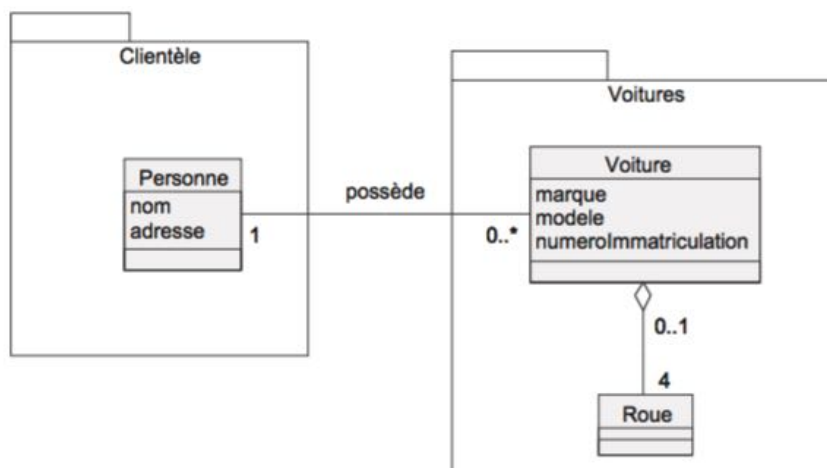 Clientèle
Voitures
Personne
nom
adresse
1
possède
0..*
Voiture
marque
modele
numeroImmatriculation
0..1
4
Roue